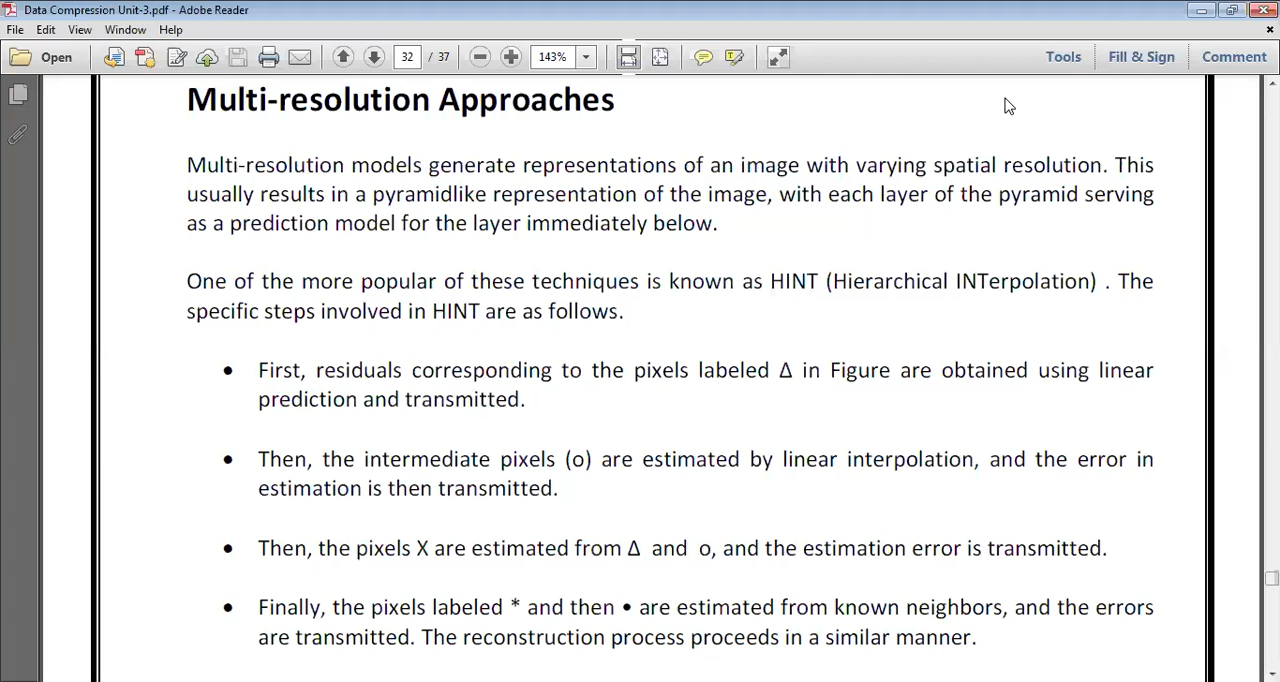 Data Compression Unit-3.pdf - Adobe Reader
File Edit View Window Help
Open 32 / 37 143% Tools Fill & Sign Comment
Multi-resolution Approaches
Multi-resolution models generate representations of an image with varying spatial resolution. This
usually results in a pyramidlike representation of the image, with each layer of the pyramid serving
as a prediction model for the layer immediately below.
One of the more popular of these techniques is known as HINT (Hierarchical INTerpolation) . The
specific steps involved in HINT are as follows.
• First, residuals corresponding to the pixels labeled Δ in Figure are obtained using linear
prediction and transmitted.
• Then, the intermediate pixels (o) are estimated by linear interpolation, and the error in
estimation is then transmitted.
• Then, the pixels X are estimated from Δ and o, and the estimation error is transmitted.
• Finally, the pixels labeled * and then • are estimated from known neighbors, and the errors
are transmitted. The reconstruction process proceeds in a similar manner.